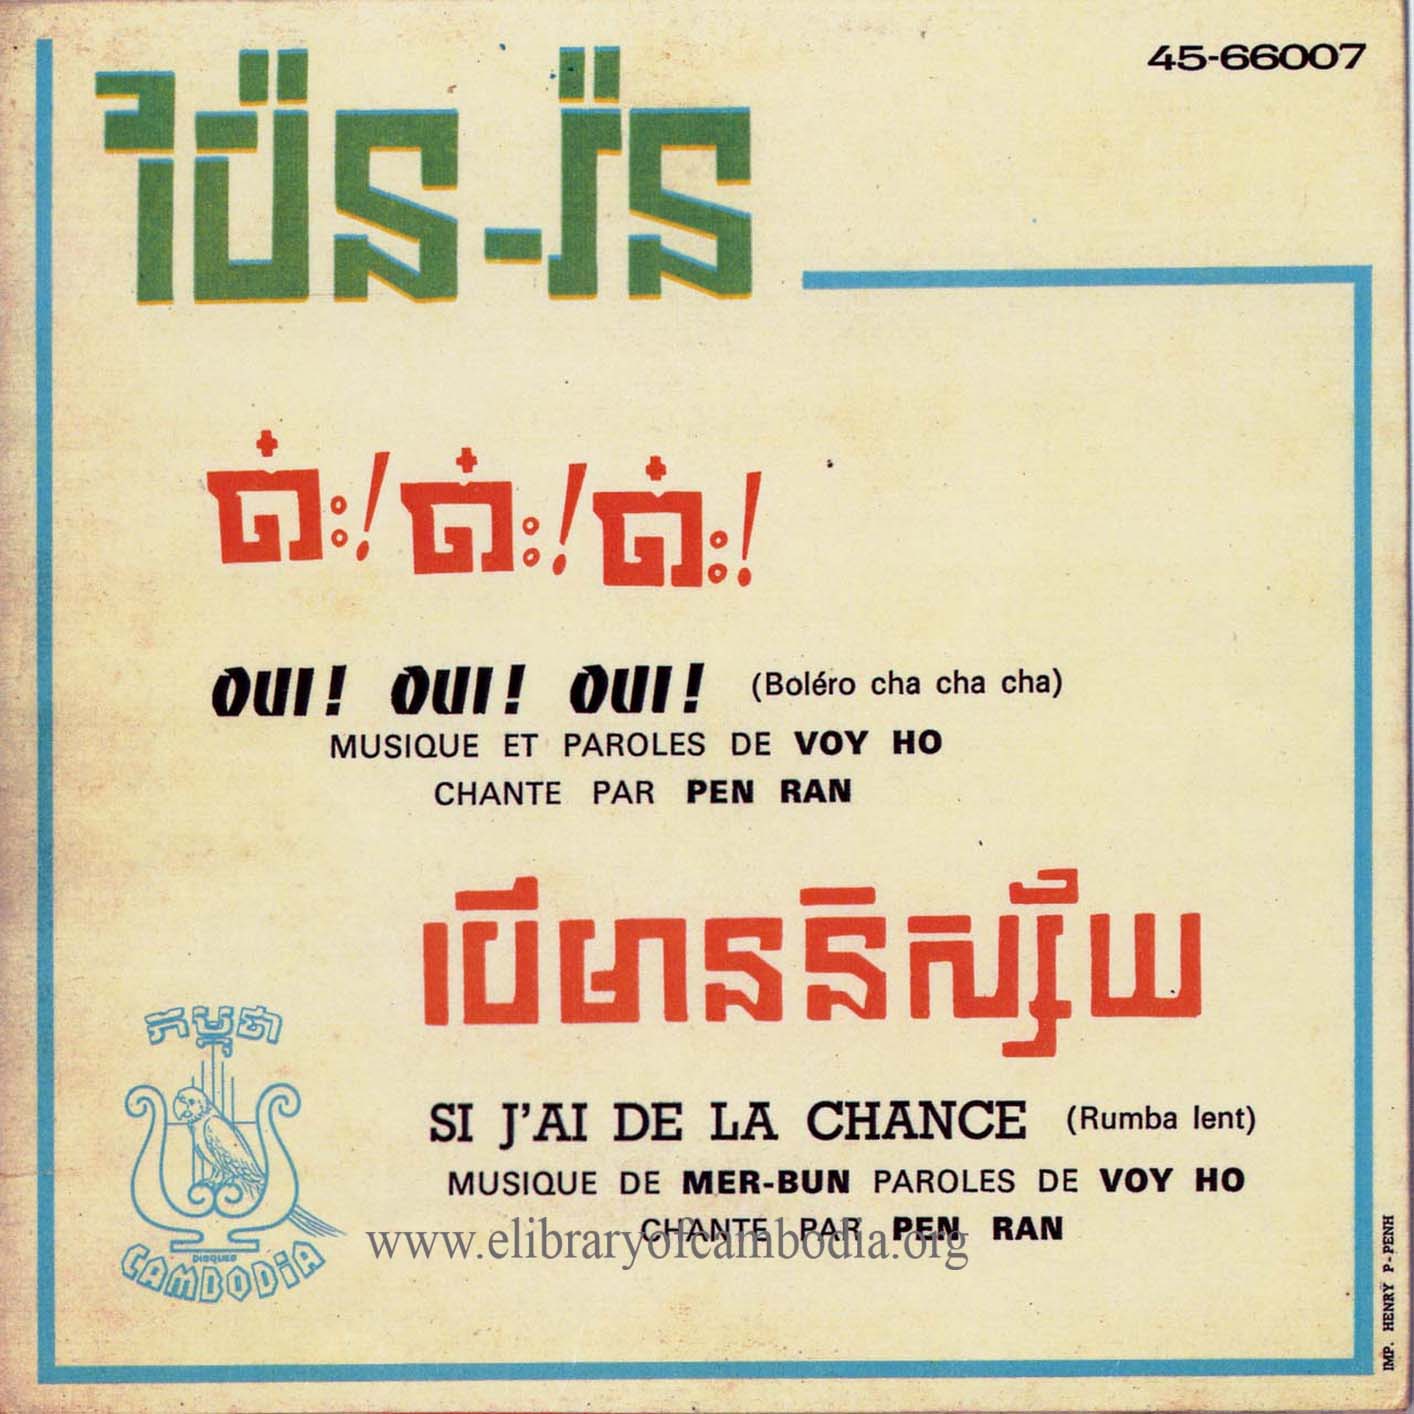 45-66007
ប៉ែន-រ៉ន
ច៎ះ! ច៎ះ! ច៎ះ!
OUI! OUI! OUI! (Boléro cha cha cha)
MUSIQUE ET PAROLES DE VOY HO
CHANTE PAR PEN RAN
បើមាននិស្ស័យ
SI J'AI DE LA CHANCE (Rumba lent)
MUSIQUE DE MER-BUN PAROLES DE VOY HO
CHANTE PAR PEN RAN
www.elibraryofcambodia.org
កម្ពុជា
DISQUES
CAMBODIA
IMP. HENRY P-PENH